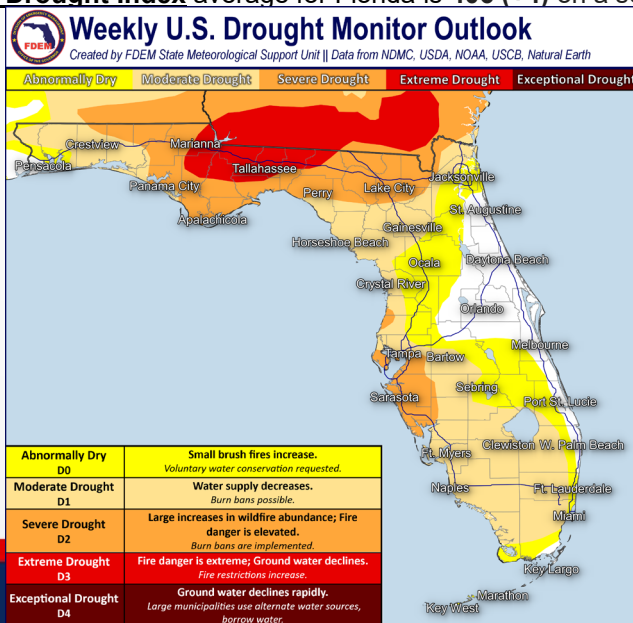 Weekly U.S. Drought Monitor Outlook
Created by FDEM State Meteorological Support Unit || Data from NDMC, USDA, NOAA, USCB, Natural Earth
FDEM
Abnormally Dry Moderate Drought Severe Drought Extreme Drought Exceptional Drought
Crestview
Marianna
Pensacola
Tallahassee
Panama City
Perry
Lake City
Jacksonville
Apalachicola
St. Augustine
Gainesville
Horseshoe Beach
Ocala
Daytona Beach
Crystal River
Orlando
Melbourne
Tampa
Bartow
Sebring
Sarasota
Port St. Lucie
Clewiston
W. Palm Beach
Ft. Myers
Naples
Ft. Lauderdale
Miami
Key Largo
Marathon
Key West
Abnormally Dry
D0
Small brush fires increase.
Voluntary water conservation requested.
Moderate Drought
D1
Water supply decreases.
Burn bans possible.
Severe Drought
D2
Large increases in wildfire abundance; Fire
danger is elevated.
Burn bans are implemented.
Extreme Drought
D3
Fire danger is extreme; Ground water declines.
Fire restrictions increase.
Exceptional Drought
D4
Ground water declines rapidly.
Large municipalities use alternate water sources,
borrow water.